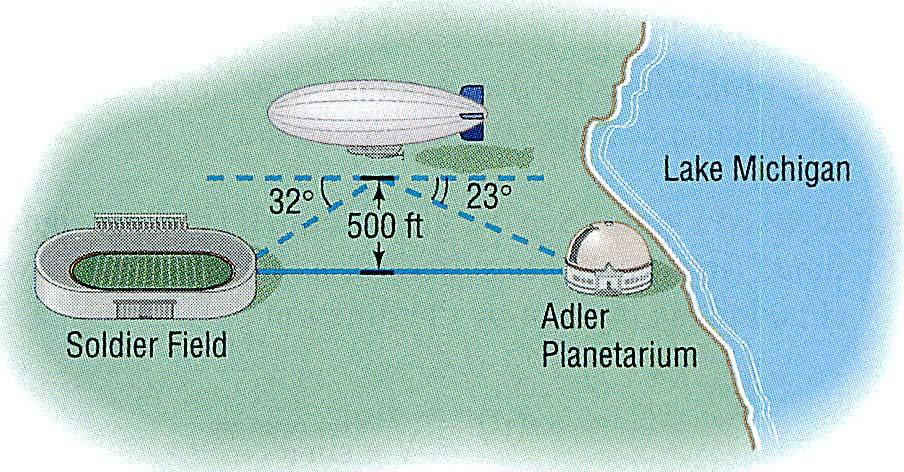 Lake Michigan
32°
23°
500 ft
Soldier Field
Adler
Planetarium